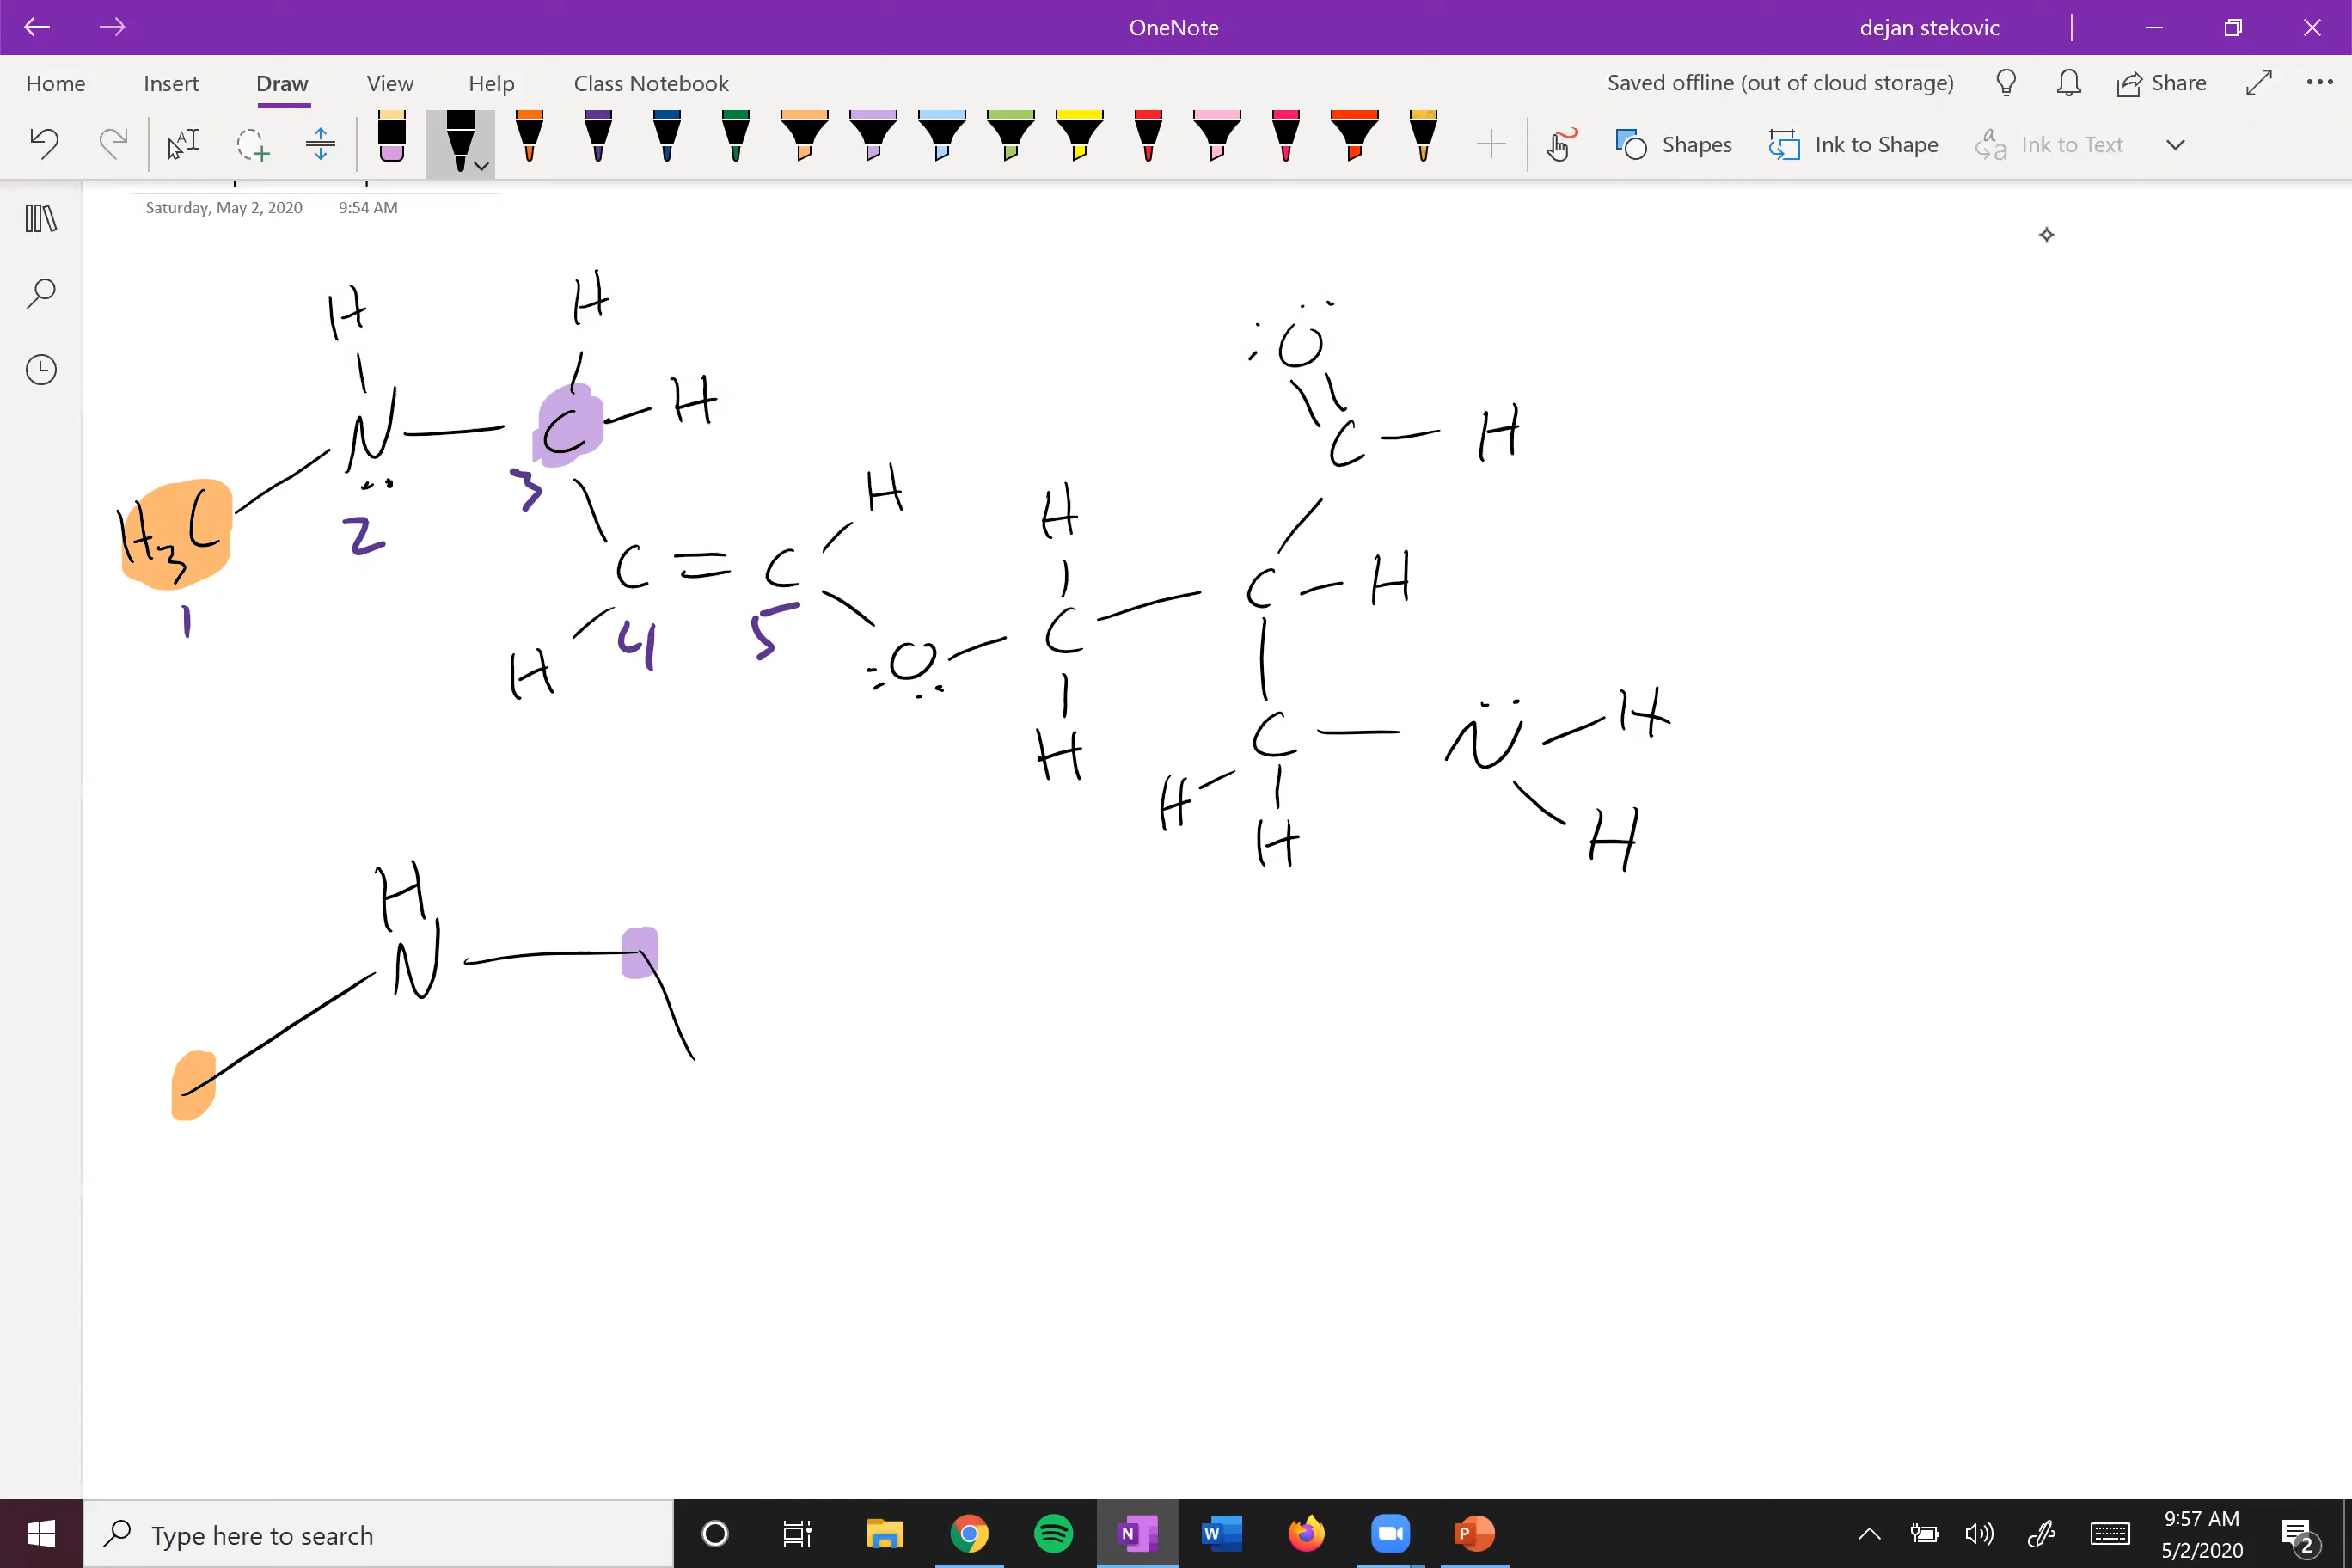 OneNote
dejan stekovic
Home Insert Draw View Help Class Notebook
Saved offline (out of cloud storage)
Share
Shapes
Ink to Shape
Ink to Text
Saturday, May 2, 2020 9:54 AM
H H
:O
N C H
C H
3
H
H3C
2
H
C = C
C H
1
4 5
C
H
O
H
C N H
H
H
H
H
N
Type here to search
9:57 AM
5/2/2020
2